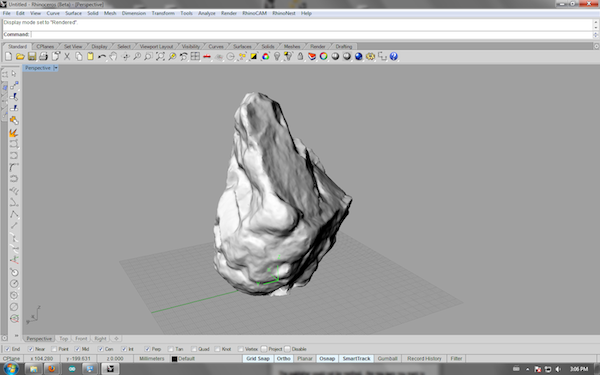 Untitled - Rhinoceros (Beta) - [Perspective]
File Edit View Curve Surface Solid Mesh Dimension Transform Tools Analyze Render RhinoCAM RhinoNest Help
Display mode set to "Rendered".
Command:
Standard CPlanes Set View Display Select Viewport Layout Visibility Curves Surfaces Solids Meshes Render Drafting
Perspective
Perspective Top Front Right
End Near Point Mid Cen Int Perp Tan Quad Knot Vertex Project Disable
CPlane x 104.280 y -199.631 z 0.000 Millimeters Default Grid Snap Ortho Planar Osnap SmartTrack Gumball Record History Filter
3:06 PM